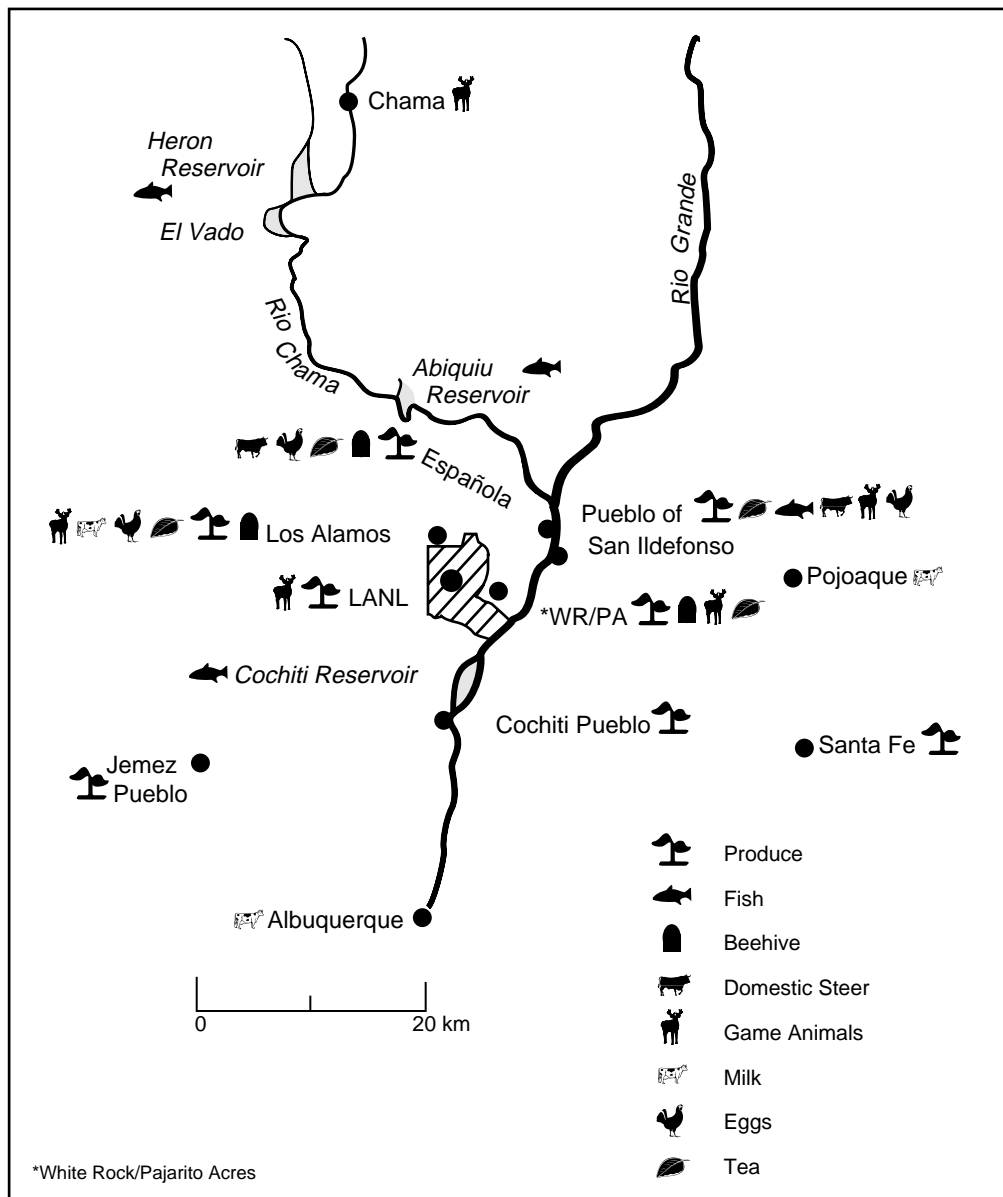 Chama
Heron
Reservoir
El Vado
Rio Grande
Rio Chama
Abiquiu
Reservoir
Española
Los Alamos
Pueblo of
San Ildefonso
Pojoaque
LANL
*WR/PA
Cochiti Reservoir
Cochiti Pueblo
Santa Fe
Jemez
Pueblo
Albuquerque
0
20 km
Produce
Fish
Beehive
Domestic Steer
Game Animals
Milk
Eggs
Tea
*White Rock/Pajarito Acres